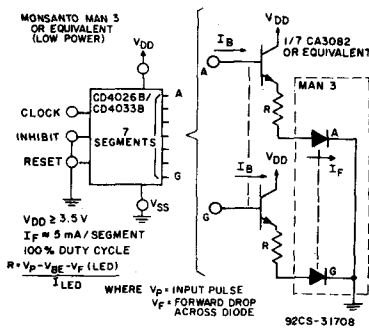 MONSANTO MAN 3
OR EQUIVALENT
(LOW POWER)
VDD
CD4026B/
CD4033B
7
SEGMENTS
A
G
CLOCK
INHIBIT
RESET
VSS
VDD ≥ 3.5 V
IF ≈ 5 mA/SEGMENT
100% DUTY CYCLE
R = VP-VBE-VF (LED)
ILED
IB
VDD
1/7 CA3082
OR EQUIVALENT
A
R
MAN 3
A
IF
IB
VDD
G
R
G
WHERE VP = INPUT PULSE
VF = FORWARD DROP
ACROSS DIODE
92CS-31708